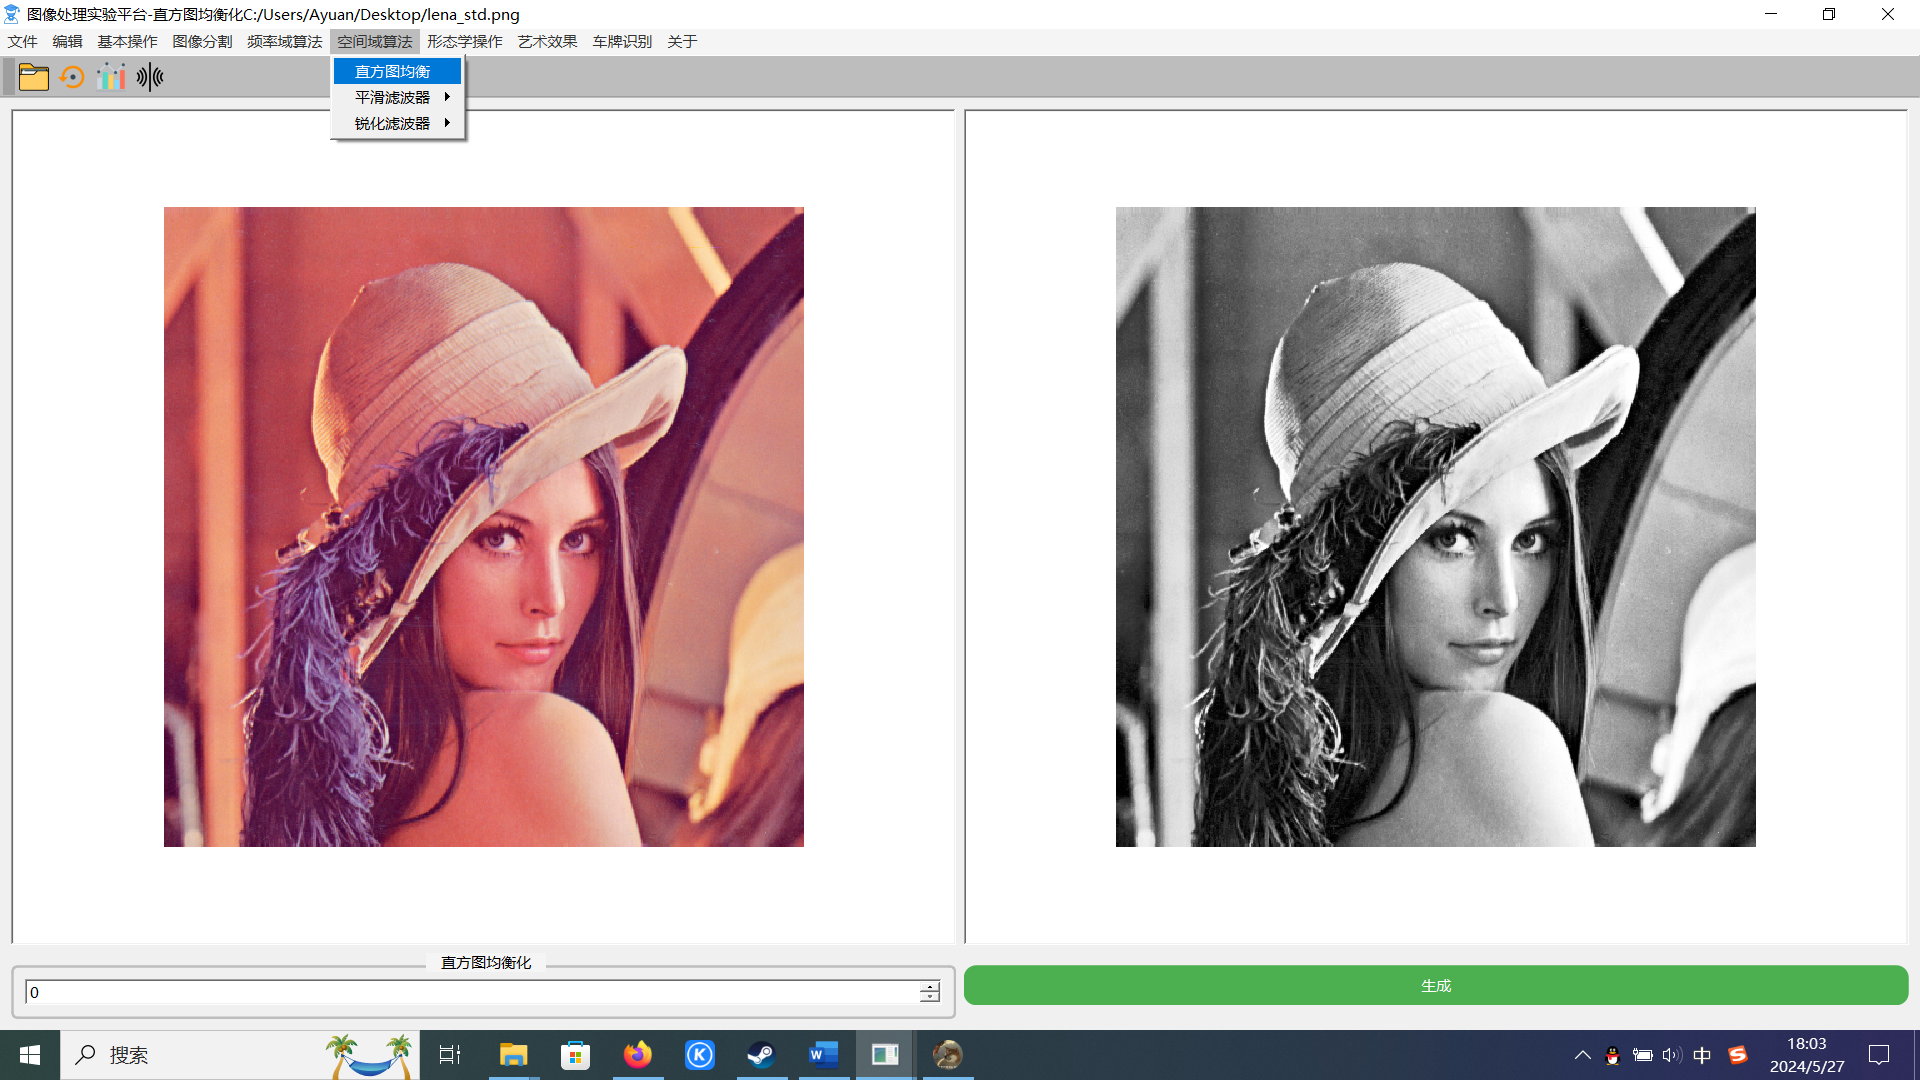 图像处理实验平台-直方图均衡化C:/Users/Ayuan/Desktop/lena_std.png
文件 编辑 基本操作 图像分割 频率域算法 空间域算法 形态学操作 艺术效果 车牌识别 关于
直方图均衡
平滑滤波器
锐化滤波器
直方图均衡化
0
生成
搜索
K
W
中
S
18:03
2024/5/27